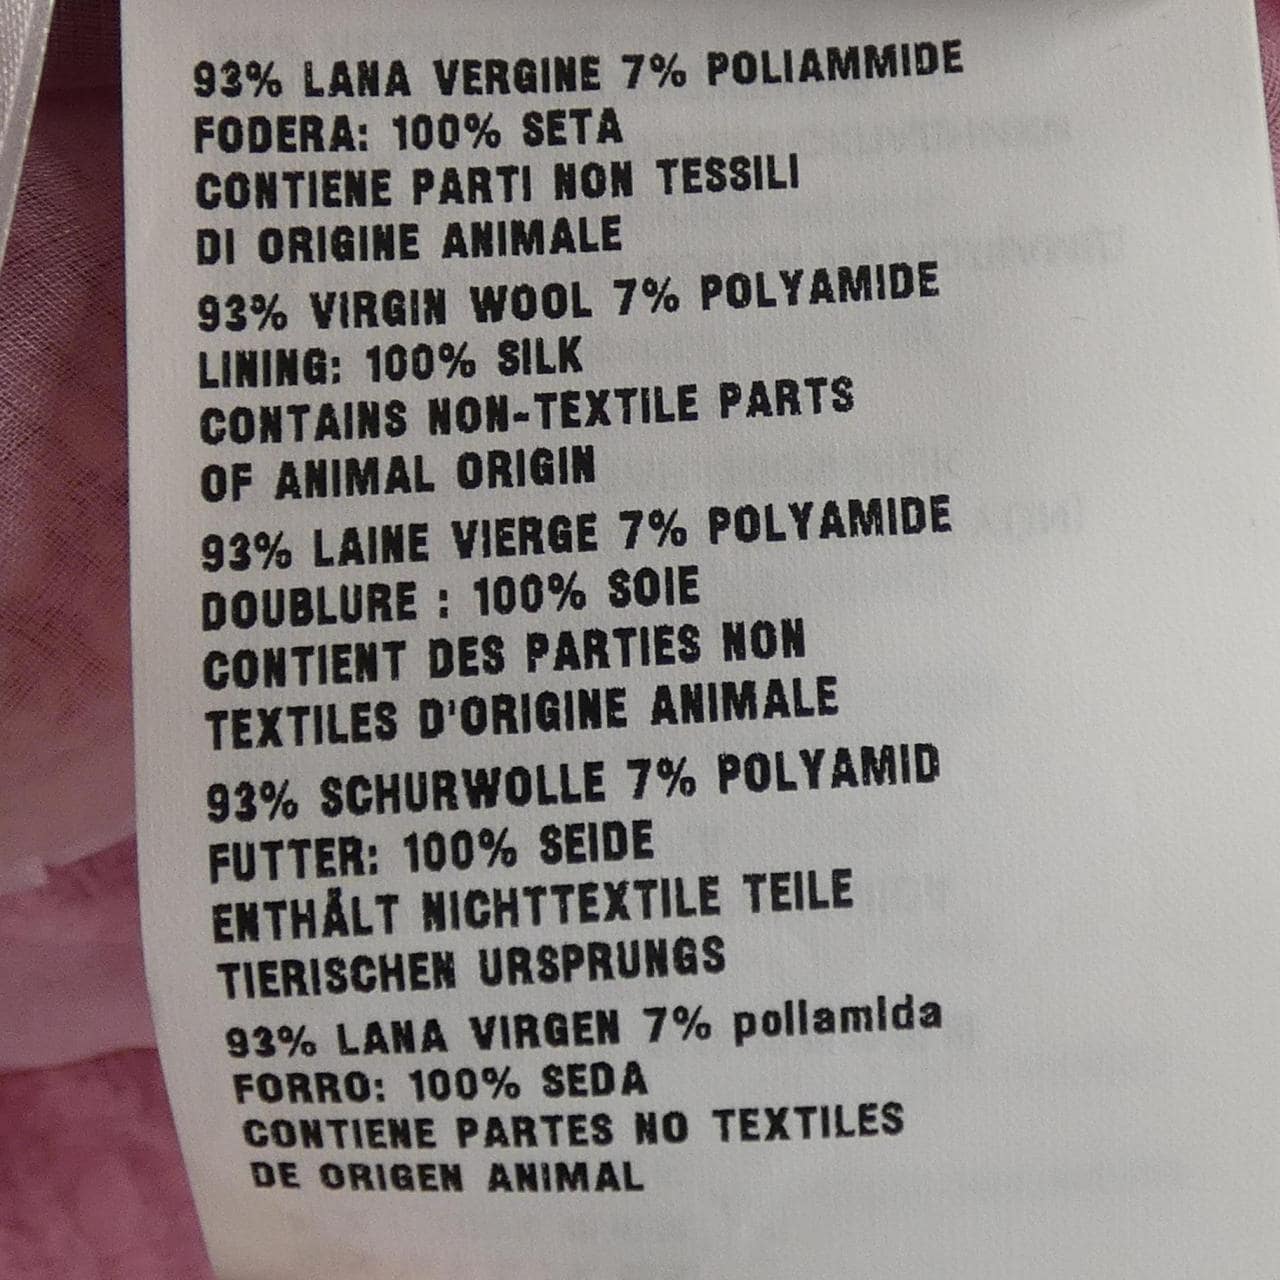 93% LANA VERGINE 7% POLIAMMIDE
FODERA: 100% SETA
CONTIENE PARTI NON TESSILI
DI ORIGINE ANIMALE
93% VIRGIN WOOL 7% POLYAMIDE
LINING: 100% SILK
CONTAINS NON-TEXTILE PARTS
OF ANIMAL ORIGIN
93% LAINE VIERGE 7% POLYAMIDE
DOUBLURE : 100% SOIE
CONTIENT DES PARTIES NON
TEXTILES D'ORIGINE ANIMALE
93% SCHURWOLLE 7% POLYAMID
FUTTER: 100% SEIDE
ENTHÄLT NICHTTEXTILE TEILE
TIERISCHEN URSPRUNGS
93% LANA VIRGEN 7% poliamida
FORRO: 100% SEDA
CONTIENE PARTES NO TEXTILES
DE ORIGEN ANIMAL